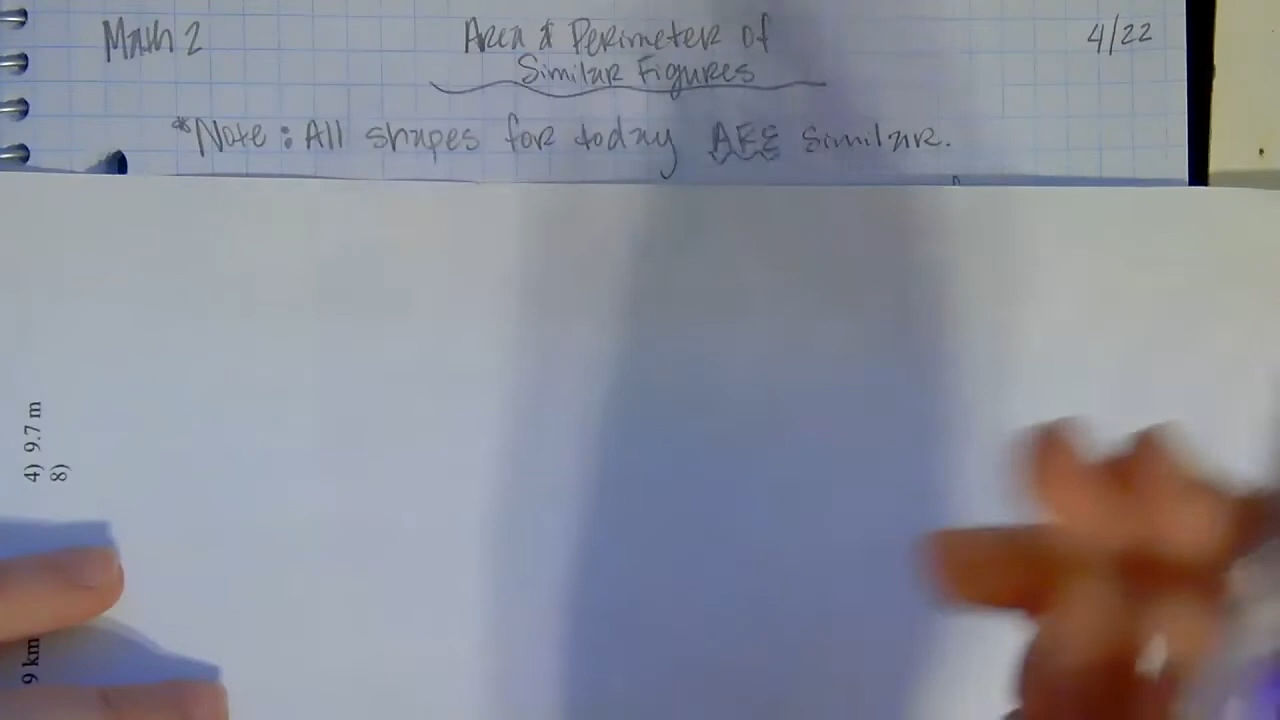 Math 2
Area & Perimeter of
Similar Figures
4/22
*Note: All shapes for today ARE similar.
4) 9.7 m
8)
9 km